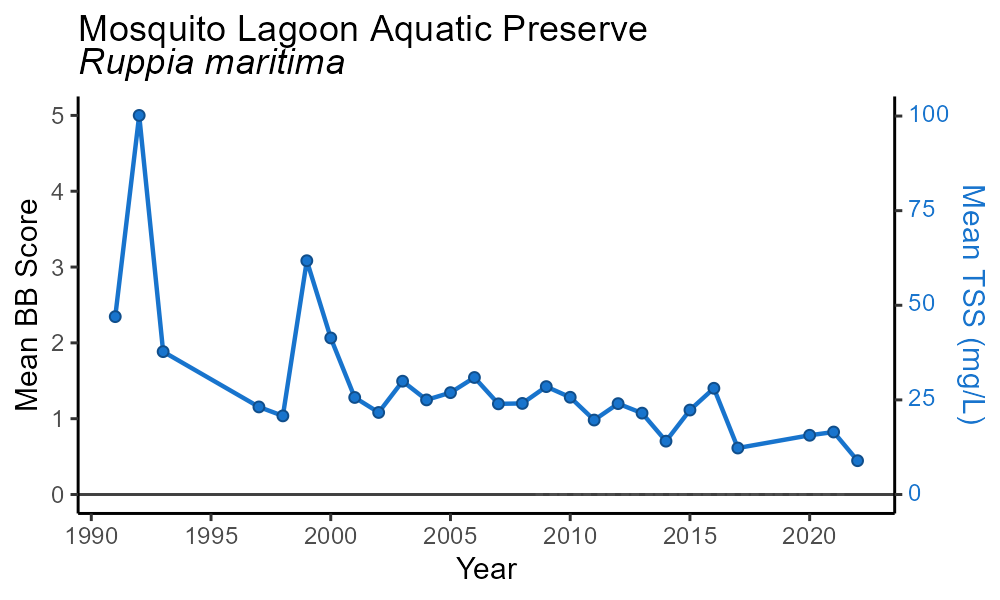 Mosquito Lagoon Aquatic Preserve
Ruppia maritima
Mean BB Score
5
4
3
2
1
0
100
75
50
25
0
Mean TSS (mg/L)
1990 1995 2000 2005 2010 2015 2020
Year